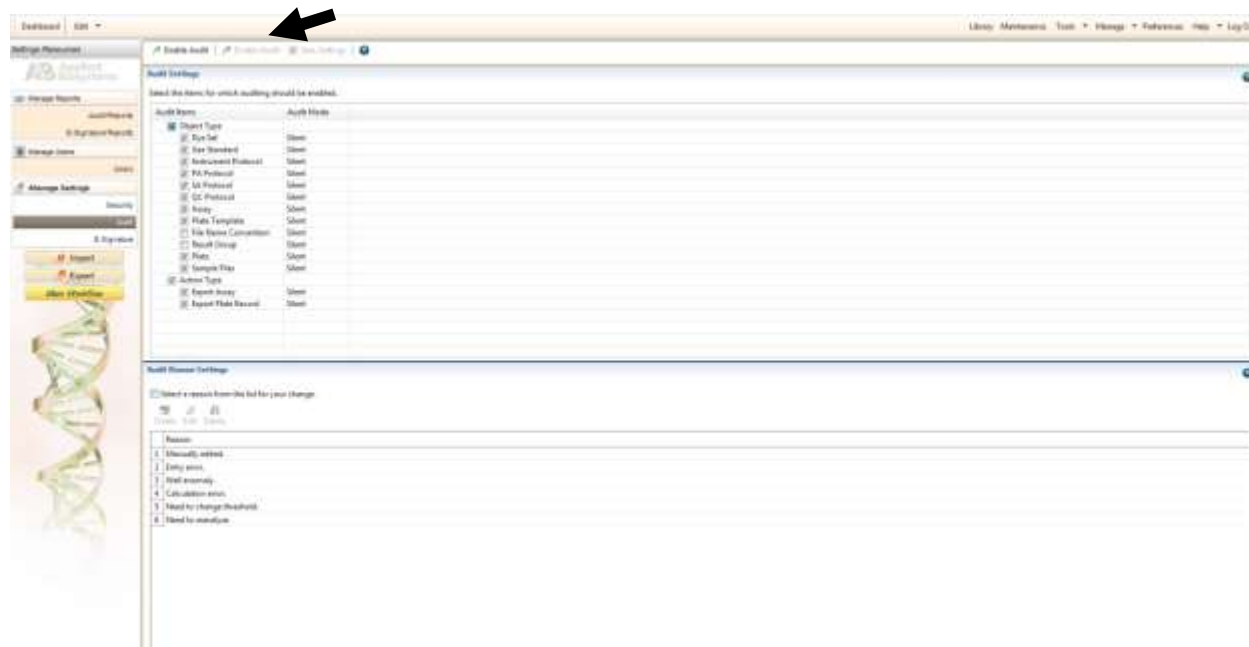 Dashboard Edit
Library Maintenance Tools Manage Preferences Help Log O
Settings Resources
Enable Audit Disable Audit Save Settings
Applied Biosystems
Audit Settings
Select the items for which auditing should be enabled.
Manage Reports
Audit Reports
E-Signature Reports
Manage Users
Users
Manage Settings
Security
Audit
E-Signature
Import
Export
Audit Items Audit Mode
Object Type
Dye Set Silent
Size Standard Silent
Instrument Protocol Silent
PA Protocol Silent
QC Protocol Silent
Assay Silent
Plate Template Silent
File Name Convention Silent
Result Group Silent
Plate Silent
Sample Files Silent
Action Type
Export Assay Silent
Export Plate Record Silent
Audit Reason Settings
Select a reason from the list for your change
Create Edit Delete
Reason
1 Manually edited.
2 Entry error.
3 Well anomaly.
4 Calculation error.
5 Need to change threshold.
6 Need to reanalyze.